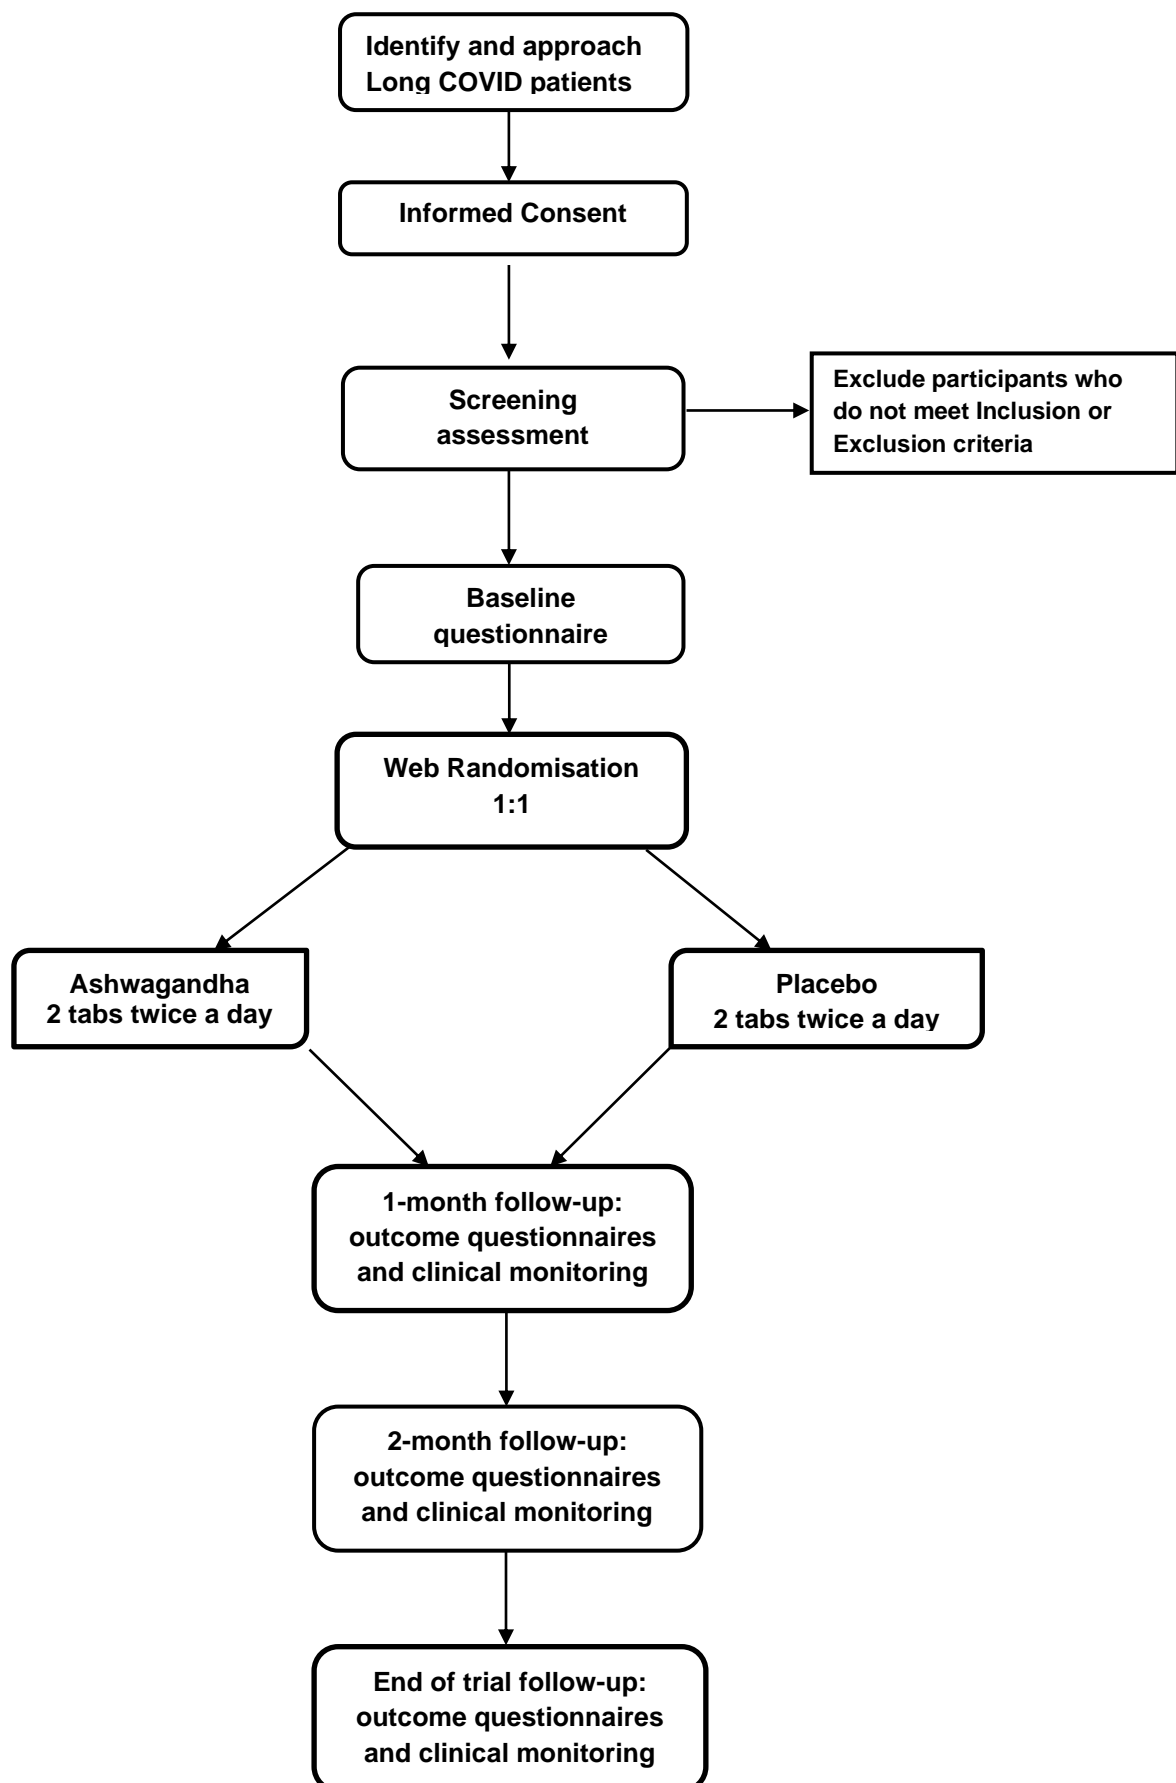 Identify and approach
Long COVID patients
Informed Consent
Screening
assessment
Exclude participants who
do not meet Inclusion or
Exclusion criteria
Baseline
questionnaire
Web Randomisation
1:1
Ashwagandha
2 tabs twice a day
Placebo
2 tabs twice a day
1-month follow-up:
outcome questionnaires
and clinical monitoring
2-month follow-up:
outcome questionnaires
and clinical monitoring
End of trial follow-up:
outcome questionnaires
and clinical monitoring